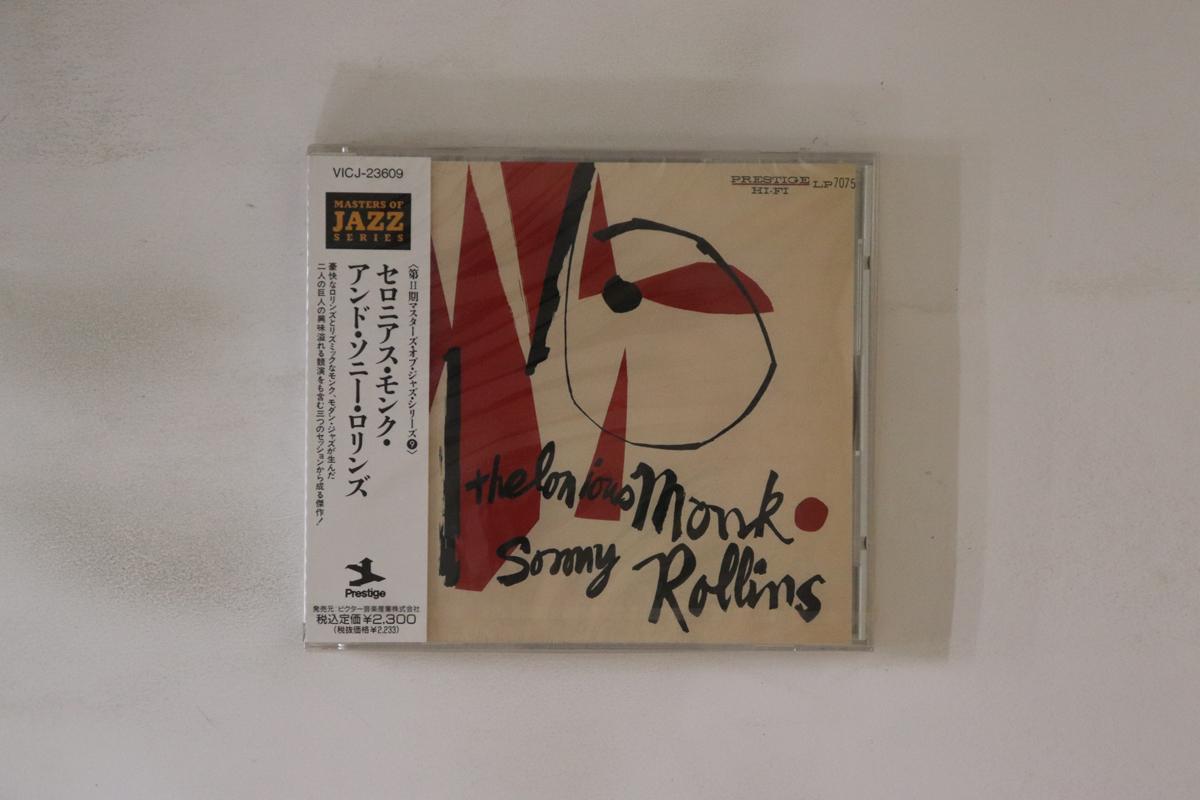 VICJ-23609
MASTERS OF
JAZZ
SERIES
〈第II期マスターズ・オブ・ジャズ・シリーズ❾〉
セロニアス・モンク・
アンド・ソニー・ロリンズ
豪快なロリンズとリズミックなモンク、モダン・ジャズが生んだ
二人の巨人の興味溢れる競演をも含む三つのセッションから成る傑作!
Prestige
発売元:ビクター音楽産業株式会社
税込定価¥2,300
(税抜価格¥2,233)
PRESTIGE LP7075
HI-FI
thelonious Monk
Sonny Rollins